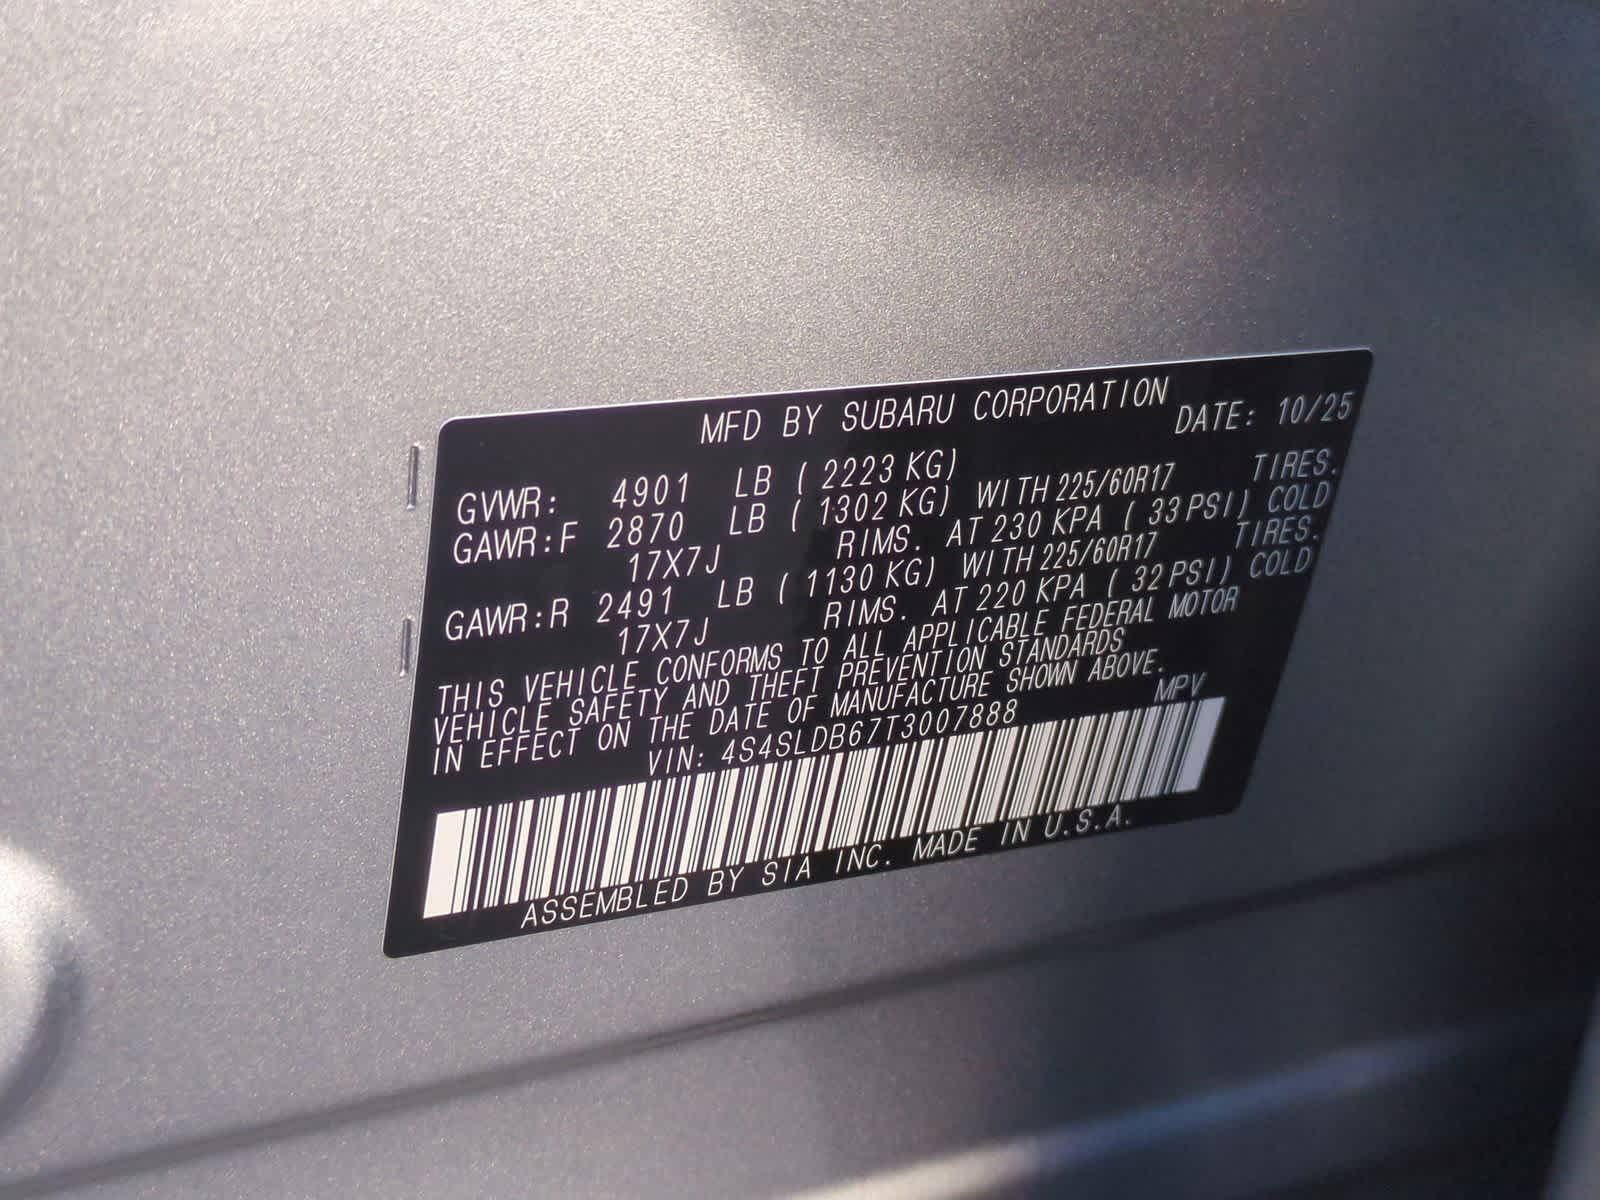 MFD BY SUBARU CORPORATION DATE: 10/25
GVWR: 4901 LB ( 2223 KG)
GAWR:F 2870 LB ( 1302 KG) WITH 225/60R17 TIRES.
17X7J RIMS. AT 230 KPA ( 33 PSI) COLD
GAWR:R 2491 LB ( 1130 KG) WITH 225/60R17 TIRES.
17X7J RIMS. AT 220 KPA ( 32 PSI) COLD
THIS VEHICLE CONFORMS TO ALL APPLICABLE FEDERAL MOTOR
VEHICLE SAFETY AND THEFT PREVENTION STANDARDS
IN EFFECT ON THE DATE OF MANUFACTURE SHOWN ABOVE.
VIN: 4S4SLDB67T3007888 MPV
ASSEMBLED BY SIA INC. MADE IN U.S.A.